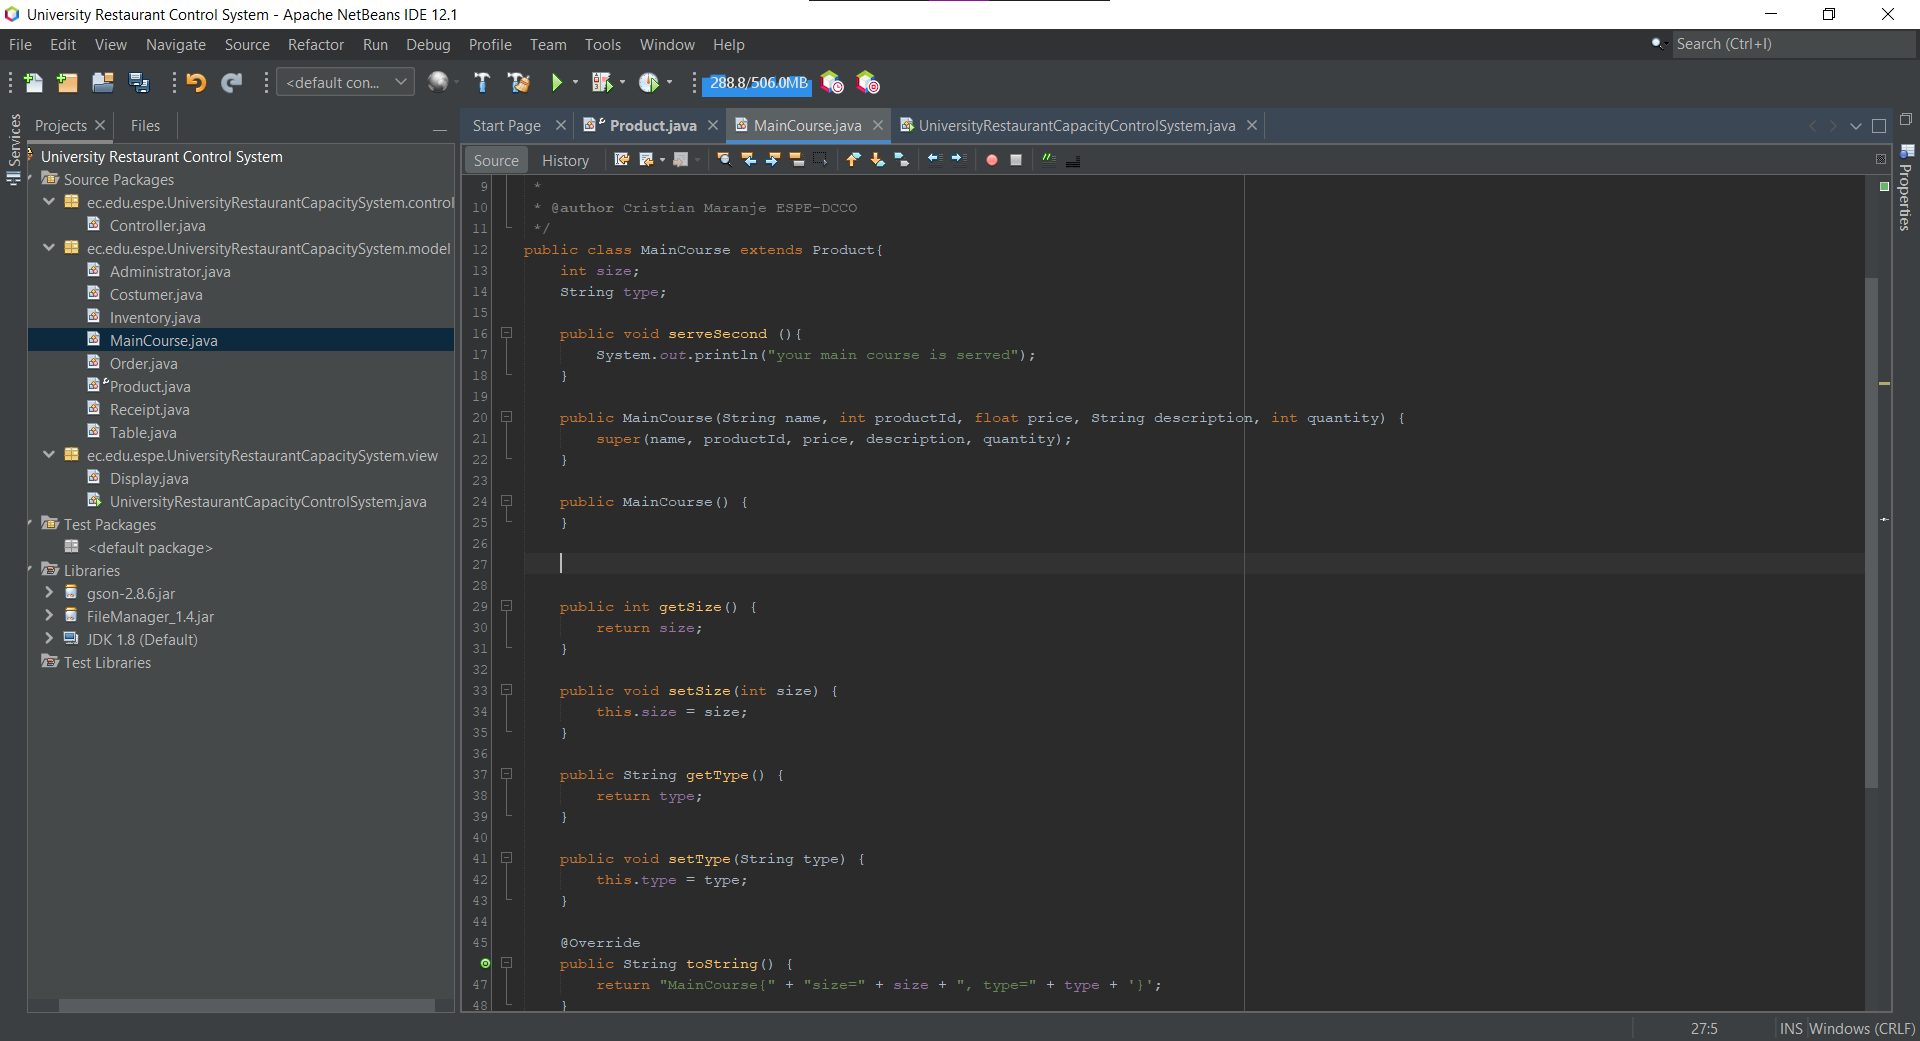 University Restaurant Control System - Apache NetBeans IDE 12.1
File Edit View Navigate Source Refactor Run Debug Profile Team Tools Window Help
Search (Ctrl+I)
<default con...
288.8/506.0MB
Services
Projects
Files
University Restaurant Control System
Source Packages
ec.edu.espe.UniversityRestaurantCapacitySystem.control
Controller.java
ec.edu.espe.UniversityRestaurantCapacitySystem.model
Administrator.java
Costumer.java
Inventory.java
MainCourse.java
Order.java
Product.java
Receipt.java
Table.java
ec.edu.espe.UniversityRestaurantCapacitySystem.view
Display.java
UniversityRestaurantCapacityControlSystem.java
Test Packages
<default package>
Libraries
gson-2.8.6.jar
FileManager_1.4.jar
JDK 1.8 (Default)
Test Libraries
Start Page Product.java MainCourse.java UniversityRestaurantCapacityControlSystem.java
Source History
9 *
10 * @author Cristian Maranje ESPE-DCCO
11 */
12 public class MainCourse extends Product{
13 int size;
14 String type;
15
16 public void serveSecond (){
17 System.out.println("your main course is served");
18 }
19
20 public MainCourse(String name, int productId, float price, String description, int quantity) {
21 super(name, productId, price, description, quantity);
22 }
23
24 public MainCourse() {
25 }
26
27
28
29 public int getSize() {
30 return size;
31 }
32
33 public void setSize(int size) {
34 this.size = size;
35 }
36
37 public String getType() {
38 return type;
39 }
40
41 public void setType(String type) {
42 this.type = type;
43 }
44
45 @Override
public String toString() {
47 return "MainCourse{" + "size=" + size + ", type=" + type + '}';
48 }
Properties
27:5 INS Windows (CRLF)